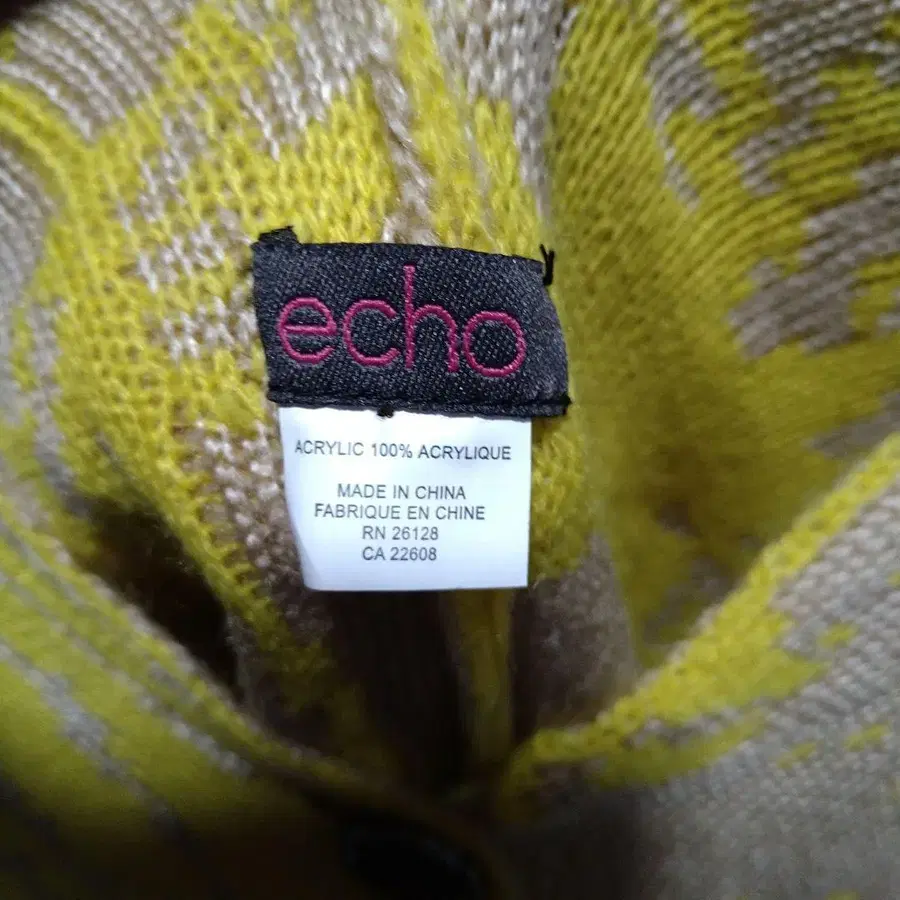 echo
ACRYLIC 100% ACRYLIQUE
MADE IN CHINA
FABRIQUE EN CHINE
RN 26128
CA 22608